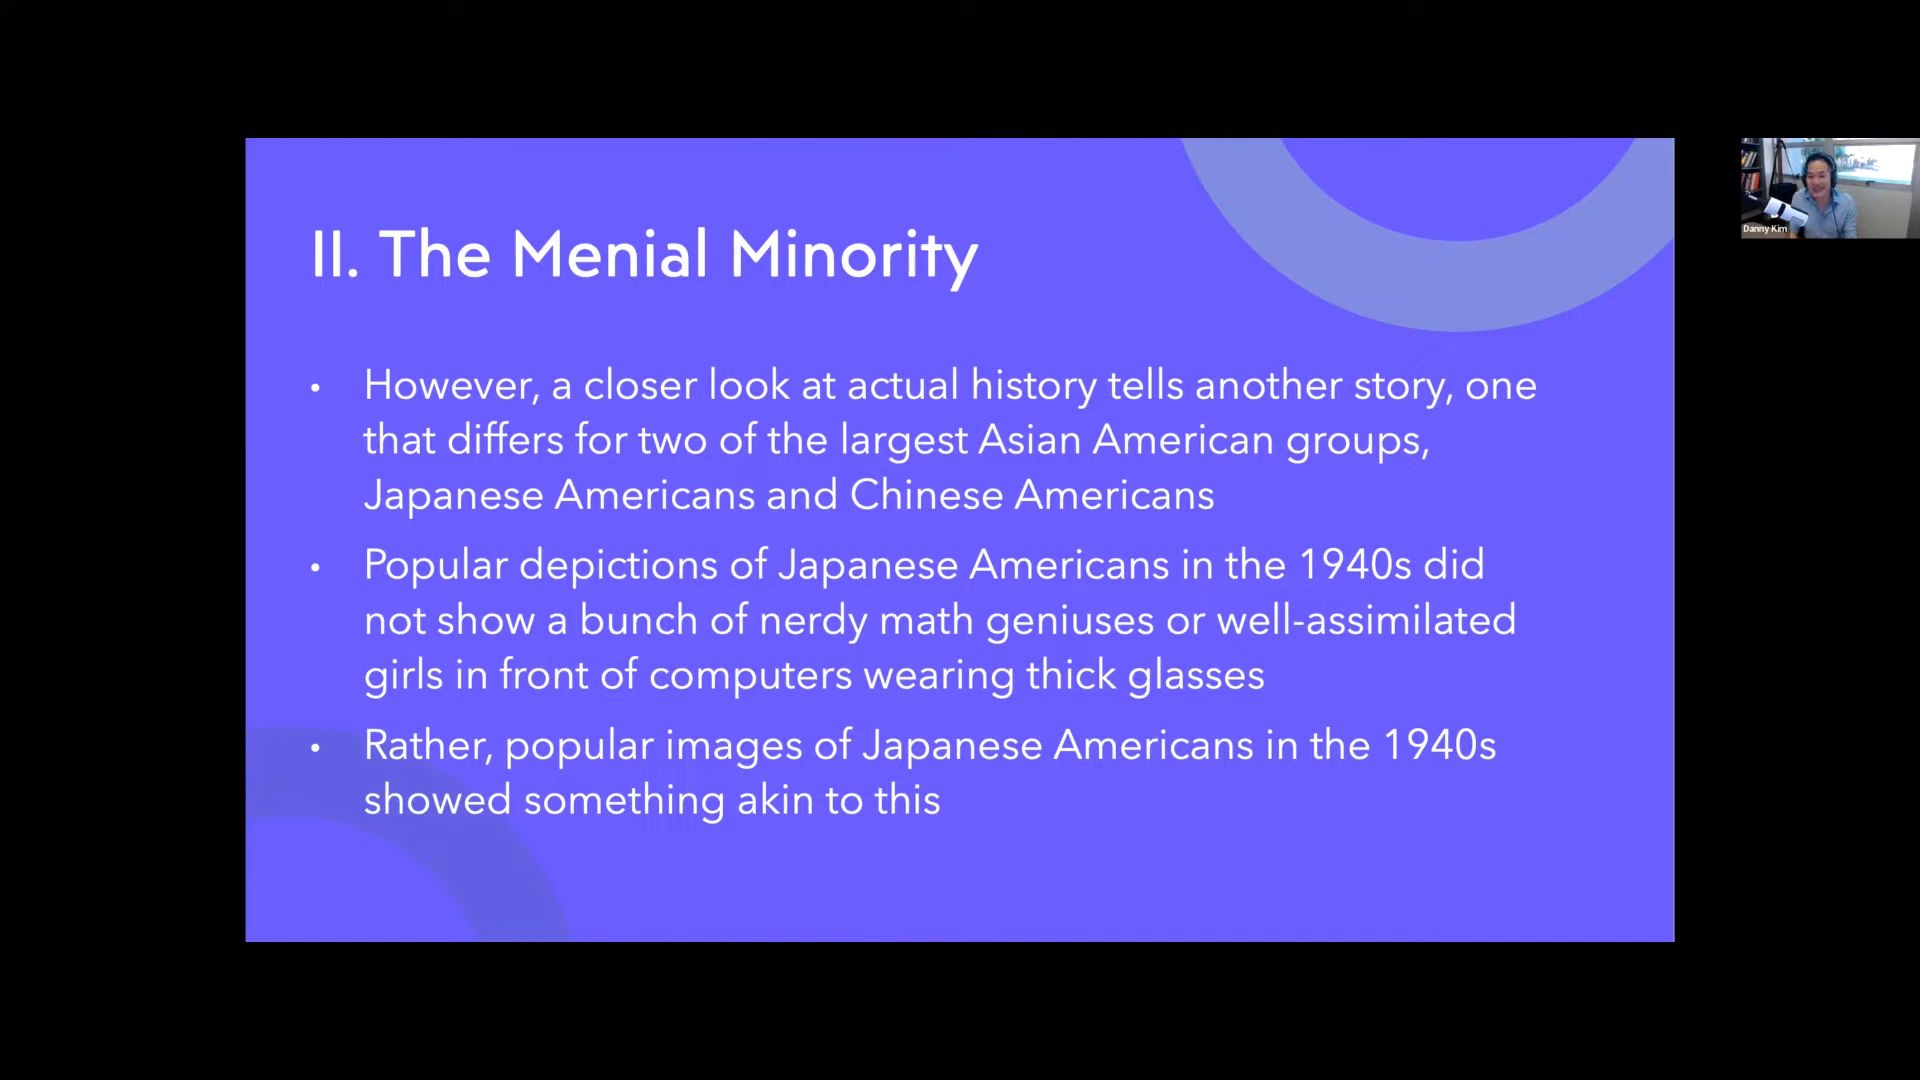 II. The Menial Minority
• However, a closer look at actual history tells another story, one
that differs for two of the largest Asian American groups,
Japanese Americans and Chinese Americans
• Popular depictions of Japanese Americans in the 1940s did
not show a bunch of nerdy math geniuses or well-assimilated
girls in front of computers wearing thick glasses
• Rather, popular images of Japanese Americans in the 1940s
showed something akin to this
Danny Kim